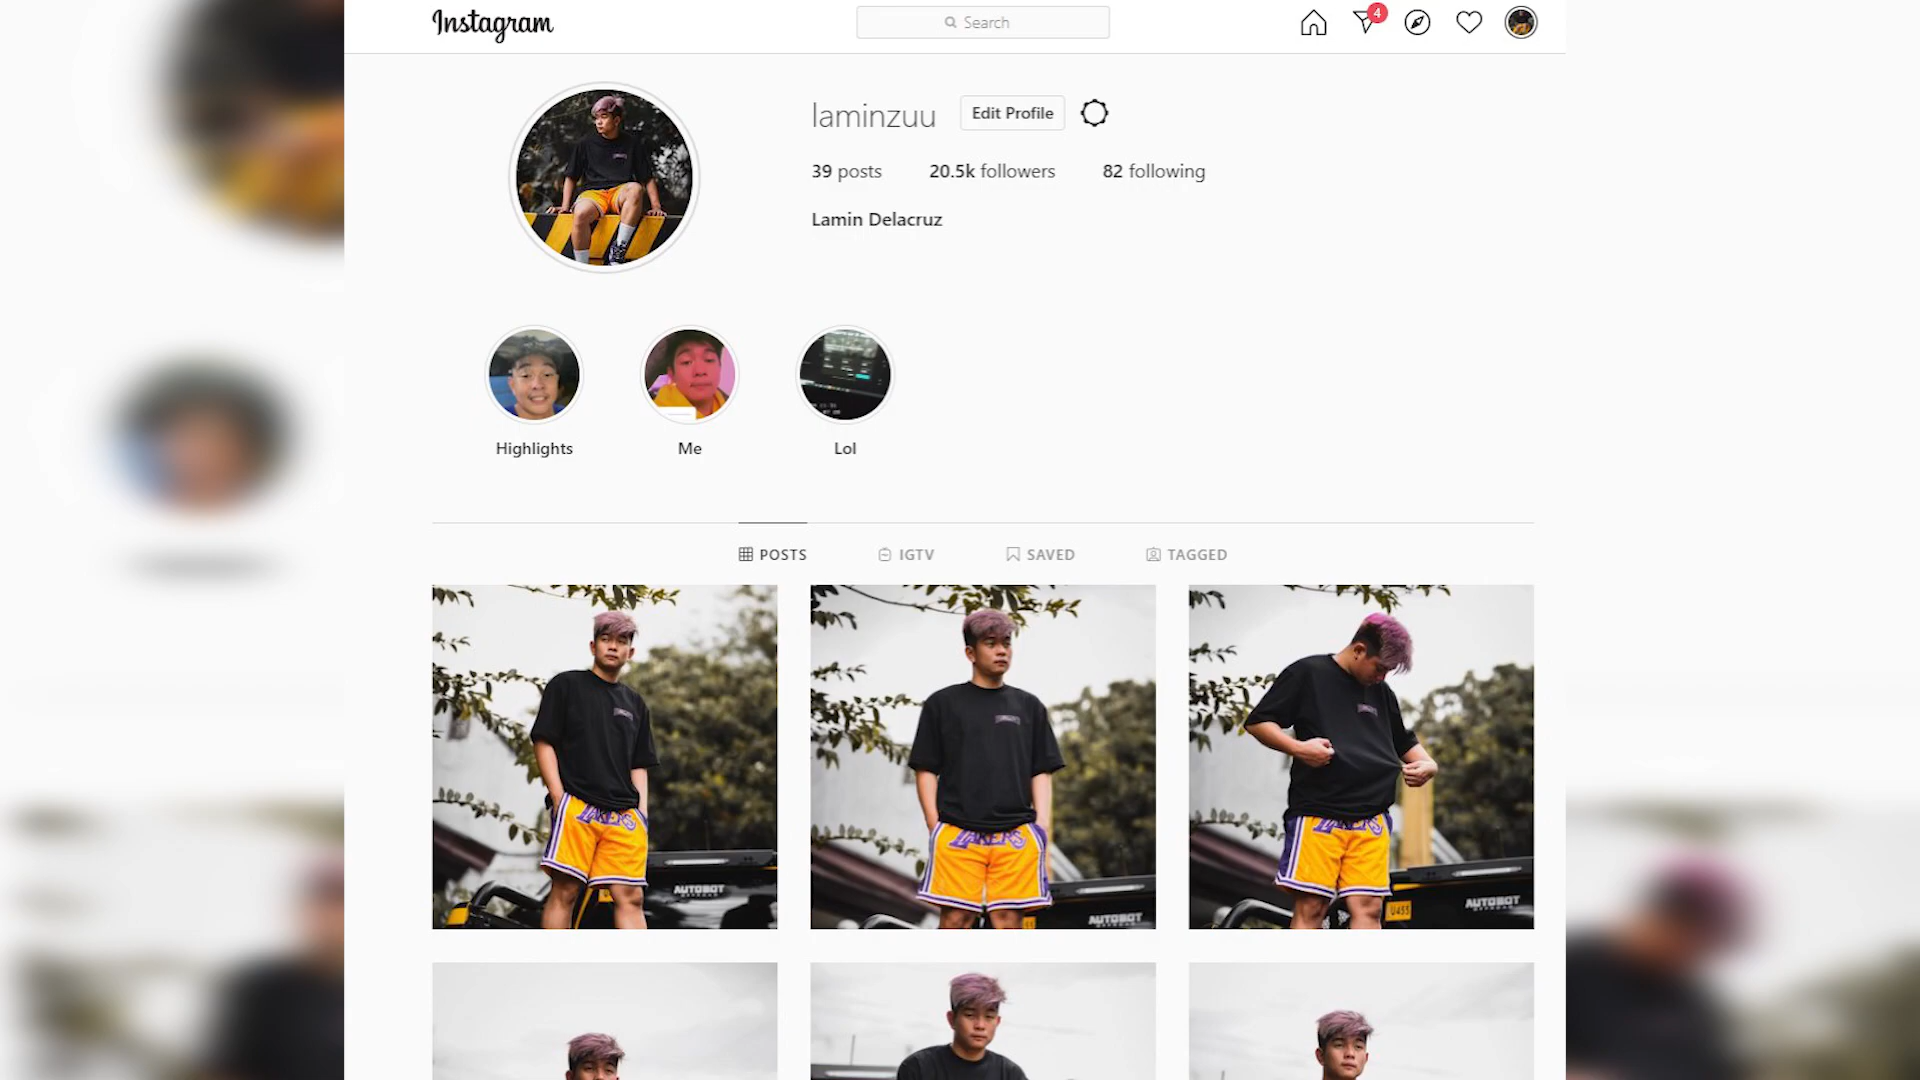 Instagram
Search
4
laminzuu
Edit Profile
39 posts
20.5k followers
82 following
Lamin Delacruz
Highlights
Me
Lol
POSTS
IGTV
SAVED
TAGGED
LAKERS
AUTOBOT
LAKERS
AUTOBOT
LAKERS
U455
AUTOBOT